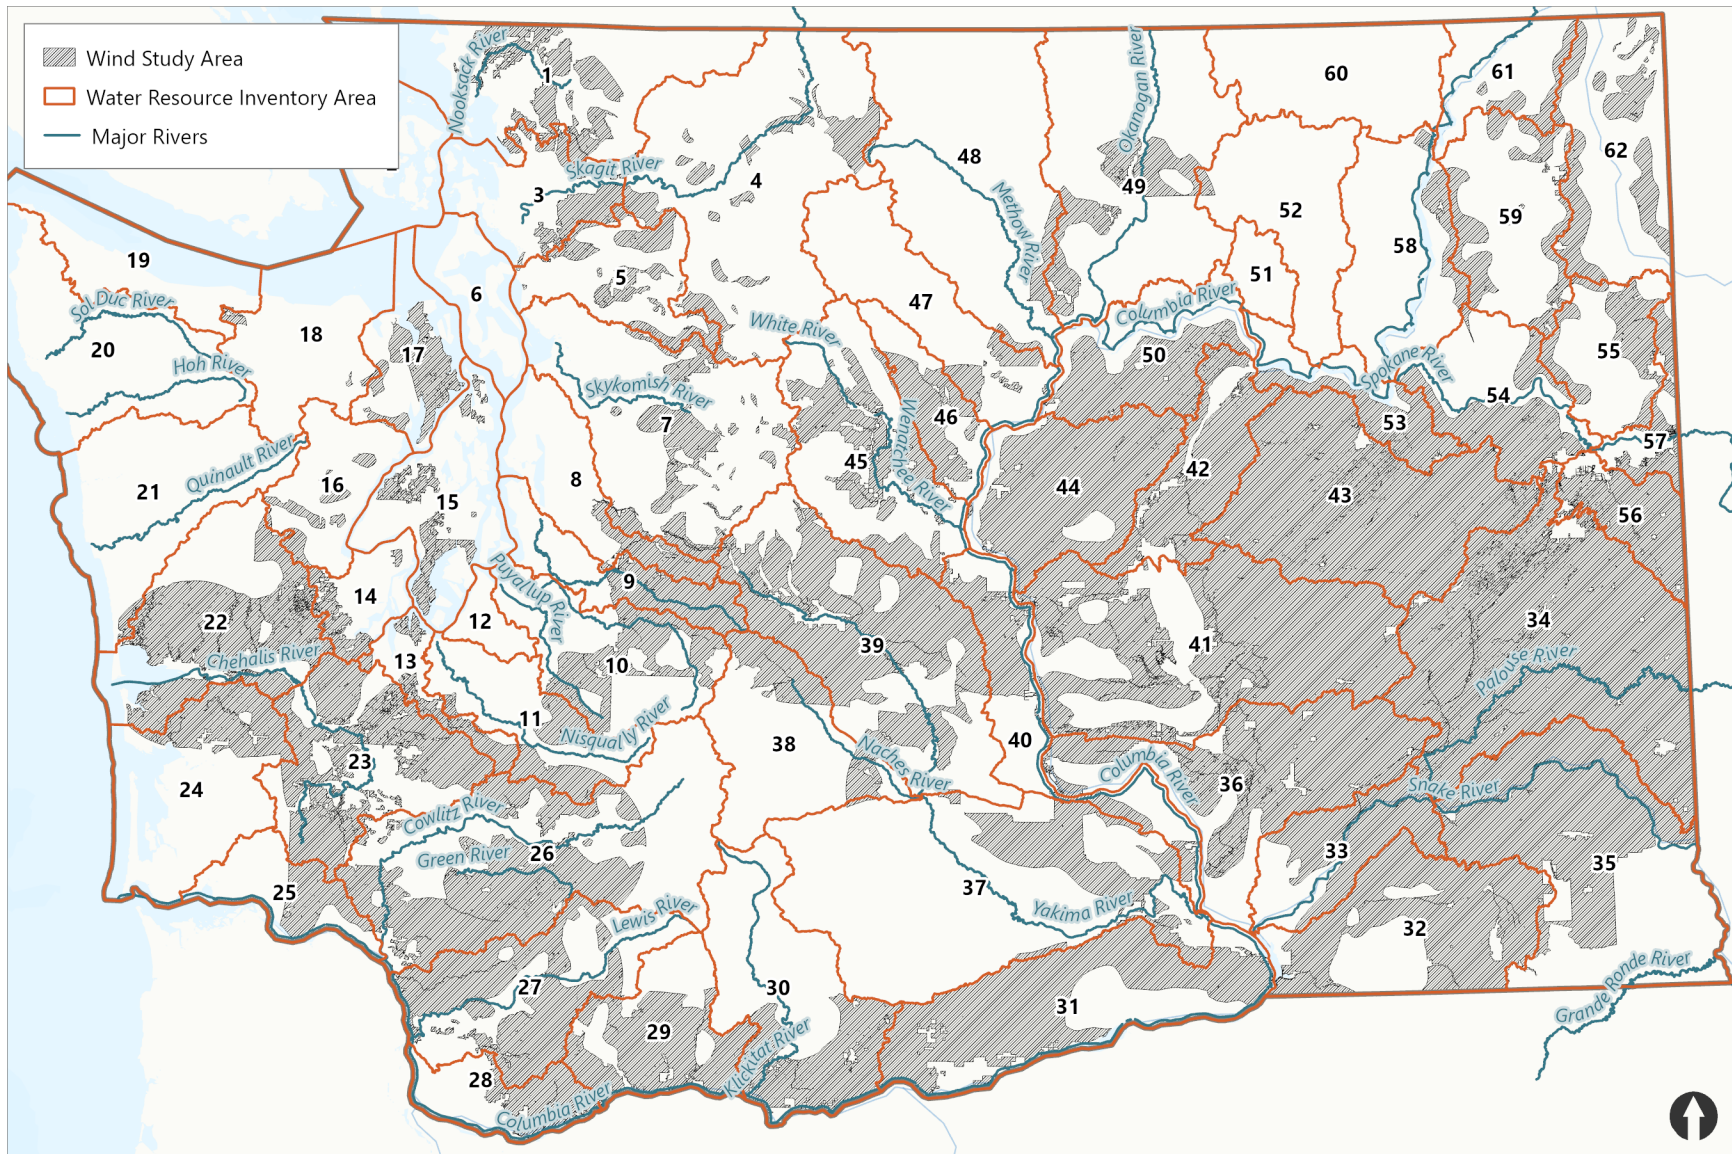 Wind Study Area
Water Resource Inventory Area
Major Rivers
Nooksack River
1
Skagit River
3
4
48
Methow River
Okanogan River
49
60
61
62
52
59
58
51
19
Sol Duc River
20
Hoh River
18
17
6
5
47
Columbia River
50
White River
Skykomish River
7
46
45
Wenatchee River
Spokane River
55
54
53
57
56
21
Quinault River
16
15
8
44
42
43
Puyallup River
9
14
12
22
Chehalis River
13
10
39
41
34
Palouse River
11
Nisqually River
38
Naches River
40
Columbia River
36
Snake River
24
23
Cowlitz River
Green River
26
25
37
Yakima River
33
35
32
Lewis River
27
30
31
29
28
Klickitat River
Columbia River
Grande Ronde River